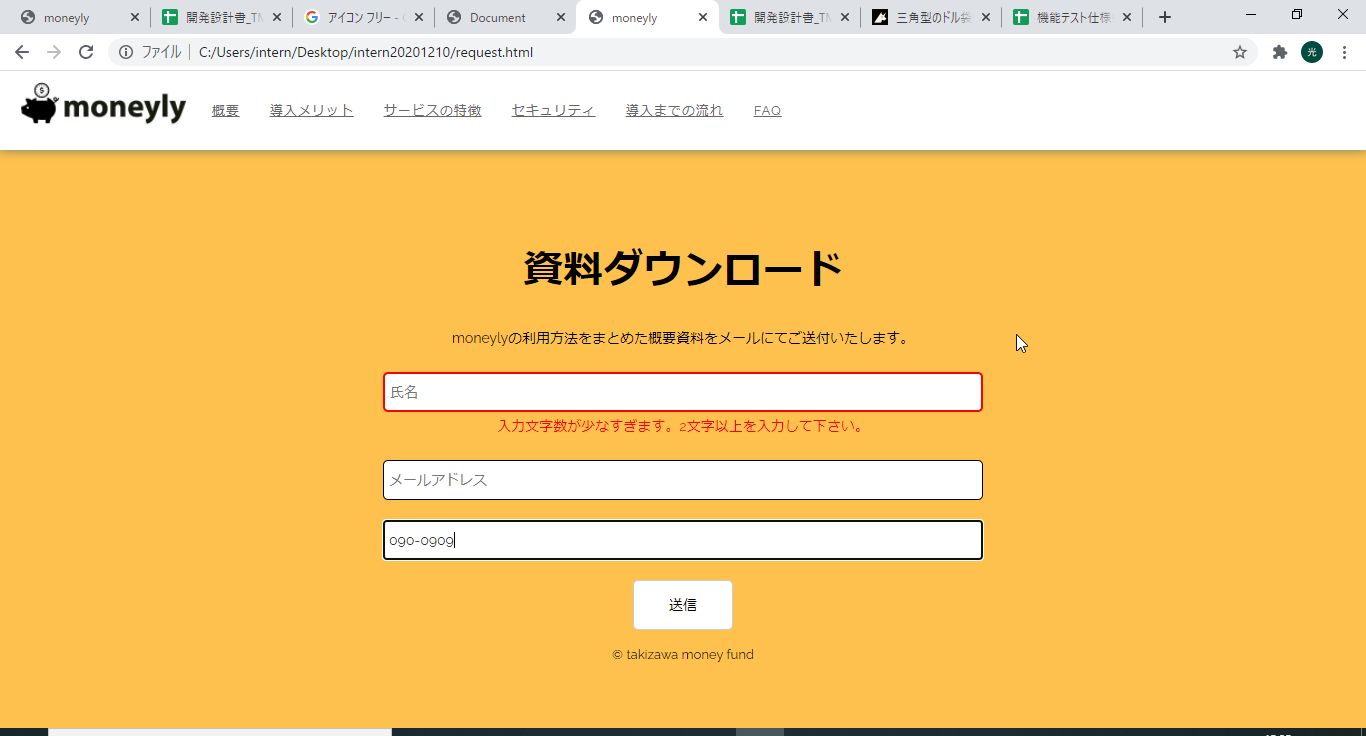 moneyly
開発設計書_TM
アイコン フリー - G
Document
moneyly
開発設計書_TM
三角型のドル袋
機能テスト仕様
ファイル
C:/Users/intern/Desktop/intern20201210/request.html
光
moneyly
概要
導入メリット
サービスの特徴
セキュリティ
導入までの流れ
FAQ
資料ダウンロード
moneylyの利用方法をまとめた概要資料をメールにてご送付いたします。
氏名
入力文字数が少なすぎます。2文字以上を入力して下さい。
メールアドレス
090-0909
送信
© takizawa money fund